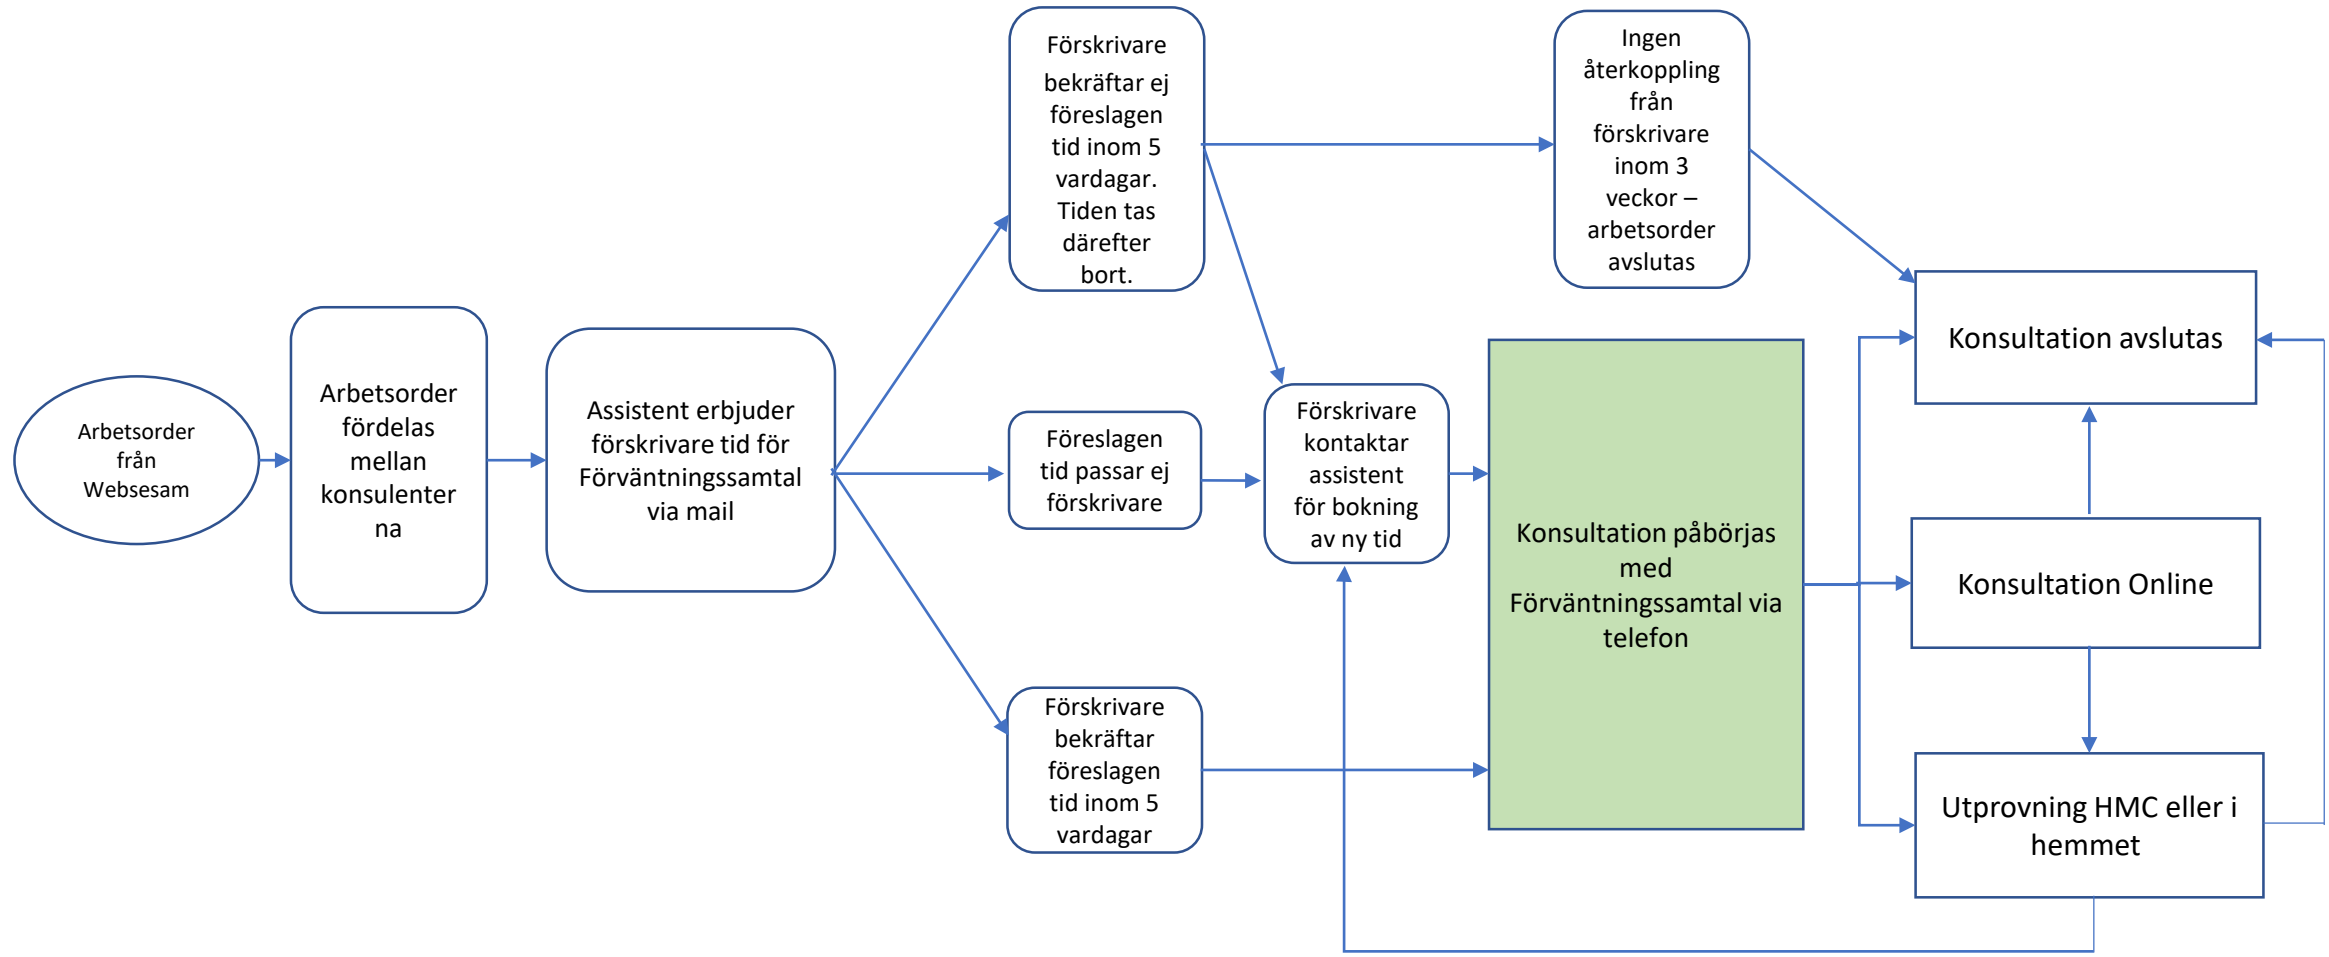 Arbetsorder
från
Websesam
Arbetsorder
fördelas
mellan
konsulenter
na
Assistent erbjuder
förskrivare tid för
Förväntningssamtal
via mail
Förskrivare
bekräftar ej
föreslagen
tid inom 5
vardagar.
Tiden tas
därefter
bort.
Föreslagen
tid passar ej
förskrivare
Förskrivare
bekräftar
föreslagen
tid inom 5
vardagar
Förskrivare
kontaktar
assistent
för bokning
av ny tid
Ingen
återkoppling
från
förskrivare
inom 3
veckor –
arbetsorder
avslutas
Konsultation påbörjas
med
Förväntningssamtal via
telefon
Konsultation avslutas
Konsultation Online
Utprovning HMC eller i
hemmet